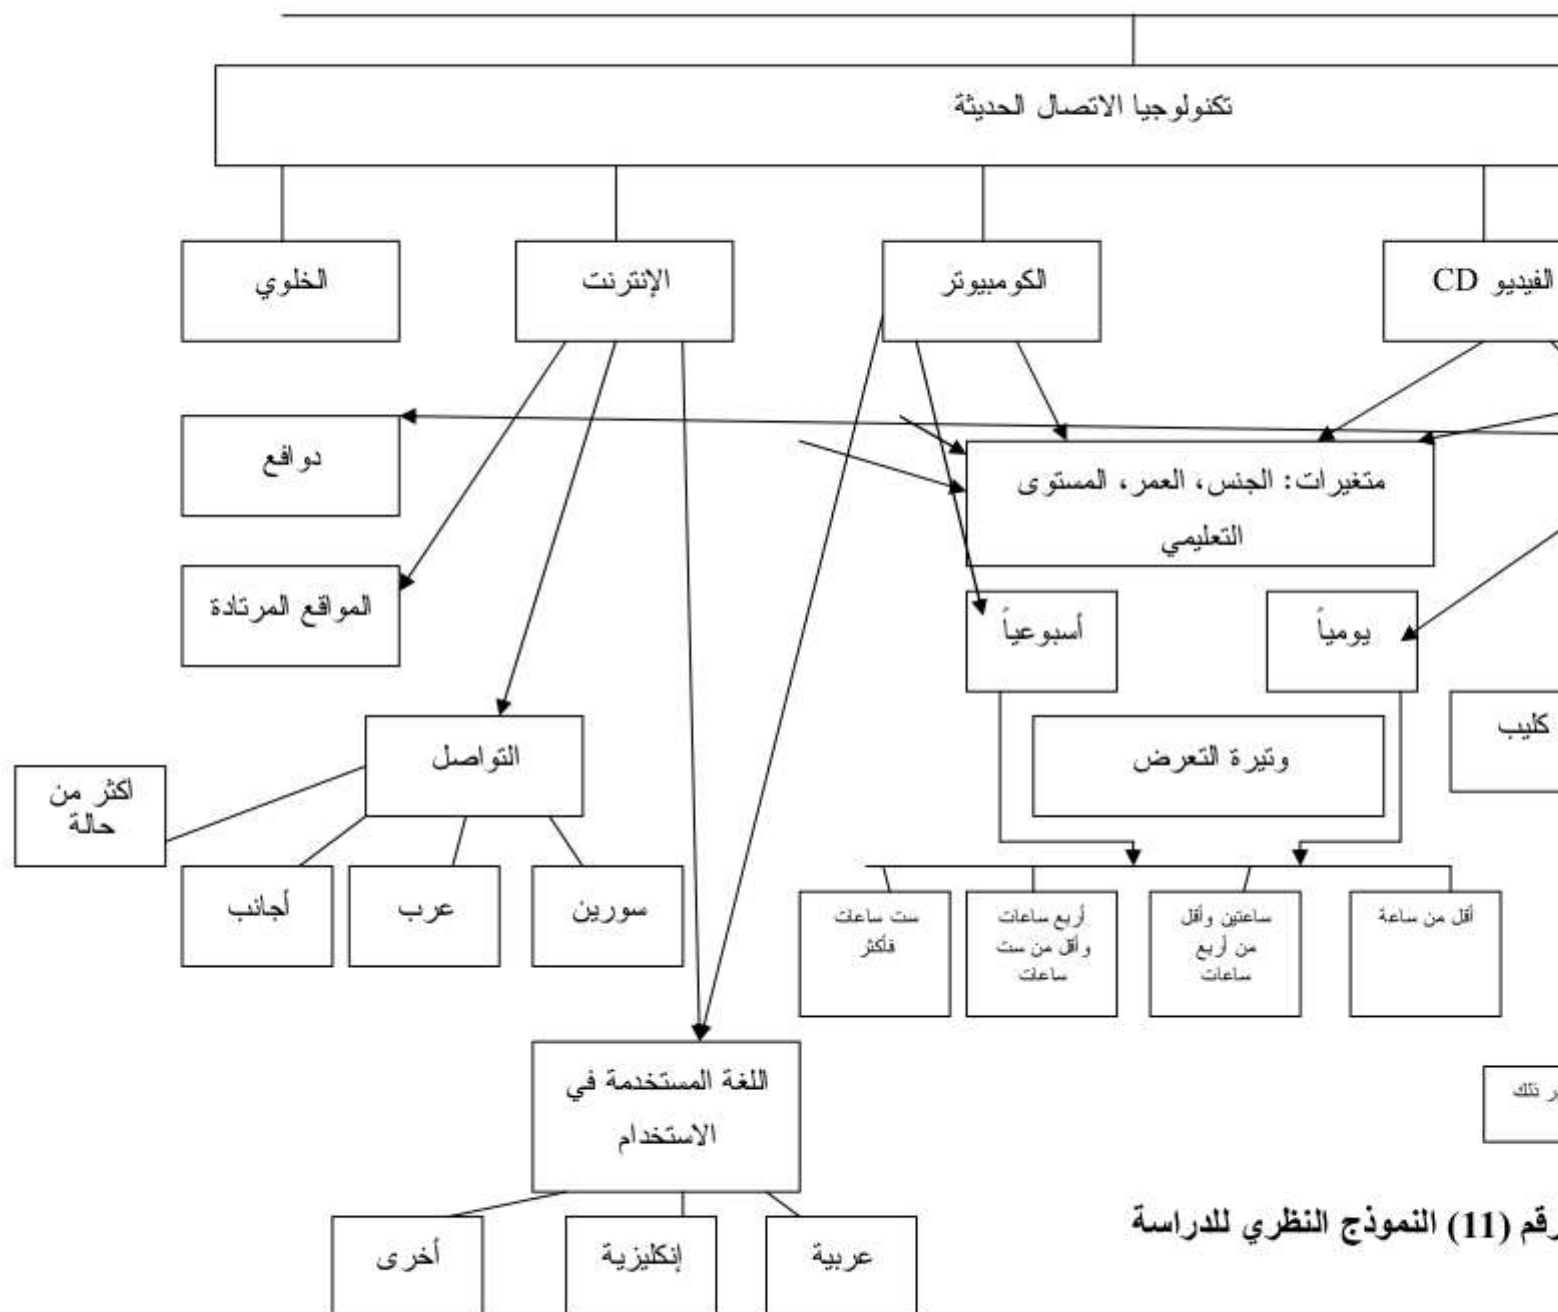 تكنولوجيا الاتصال الحديثة
الفيديو CD
الكومبيوتر
الإنترنت
الخلوي
دوافع
متغيرات: الجنس، العمر، المستوى
التعليمي
المواقع المرتادة
يومياً
أسبوعياً
كليب
وتيرة التعرض
التواصل
أكثر من
حالة
أقل من ساعة
ساعتين وأقل
من أربع
ساعات
أربع ساعات
وأقل من ست
ساعات
ست ساعات
فأكثر
سورين
عرب
أجانب
ذلك
اللغة المستخدمة في
الاستخدام
رقم (11) النموذج النظري للدراسة
عربية
إنكليزية
أخرى